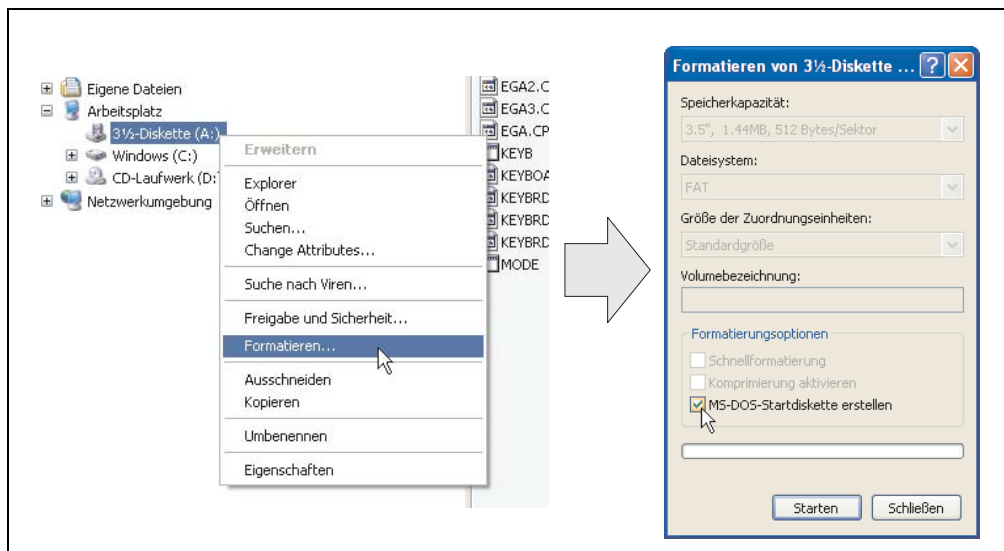 Eigene Dateien
Arbeitsplatz
3½-Diskette (A:)
Windows (C:)
CD-Laufwerk (D:
Netzwerkumgebung
Erweitern
Explorer
Öffnen
Suchen...
Change Attributes...
Suche nach Viren...
Freigabe und Sicherheit...
Formatieren...
Ausschneiden
Kopieren
Umbenennen
Eigenschaften
EGA2.C
EGA3.C
EGA.CP
KEYB
KEYBOA
KEYBRD
KEYBRD
KEYBRD
MODE
Formatieren von 3½-Diskette ...
Speicherkapazität:
3.5", 1.44MB, 512 Bytes/Sektor
Dateisystem:
FAT
Größe der Zuordnungseinheiten:
Standardgröße
Volumebezeichnung:
Formatierungsoptionen
Schnellformatierung
Komprimierung aktivieren
MS-DOS-Startdiskette erstellen
Starten
Schließen